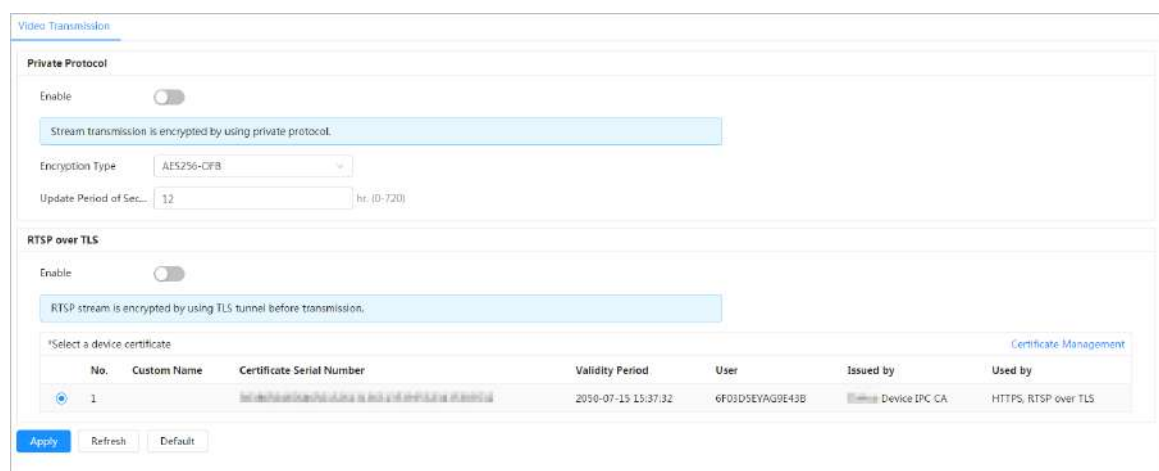 Video Transmission
Private Protocol
Enable
Stream transmission is encrypted by using private protocol.
Encryption Type AES256-OFB
Update Period of Sec... 12 hr. (0-720)
RTSP over TLS
Enable
RTSP stream is encrypted by using TLS tunnel before transmission.
*Select a device certificate Certificate Management
No. Custom Name Certificate Serial Number Validity Period User Issued by Used by
1 2050-07-15 15:37:32 6F03D5EYAG9E43B Device IPC CA HTTPS, RTSP over TLS
Apply Refresh Default